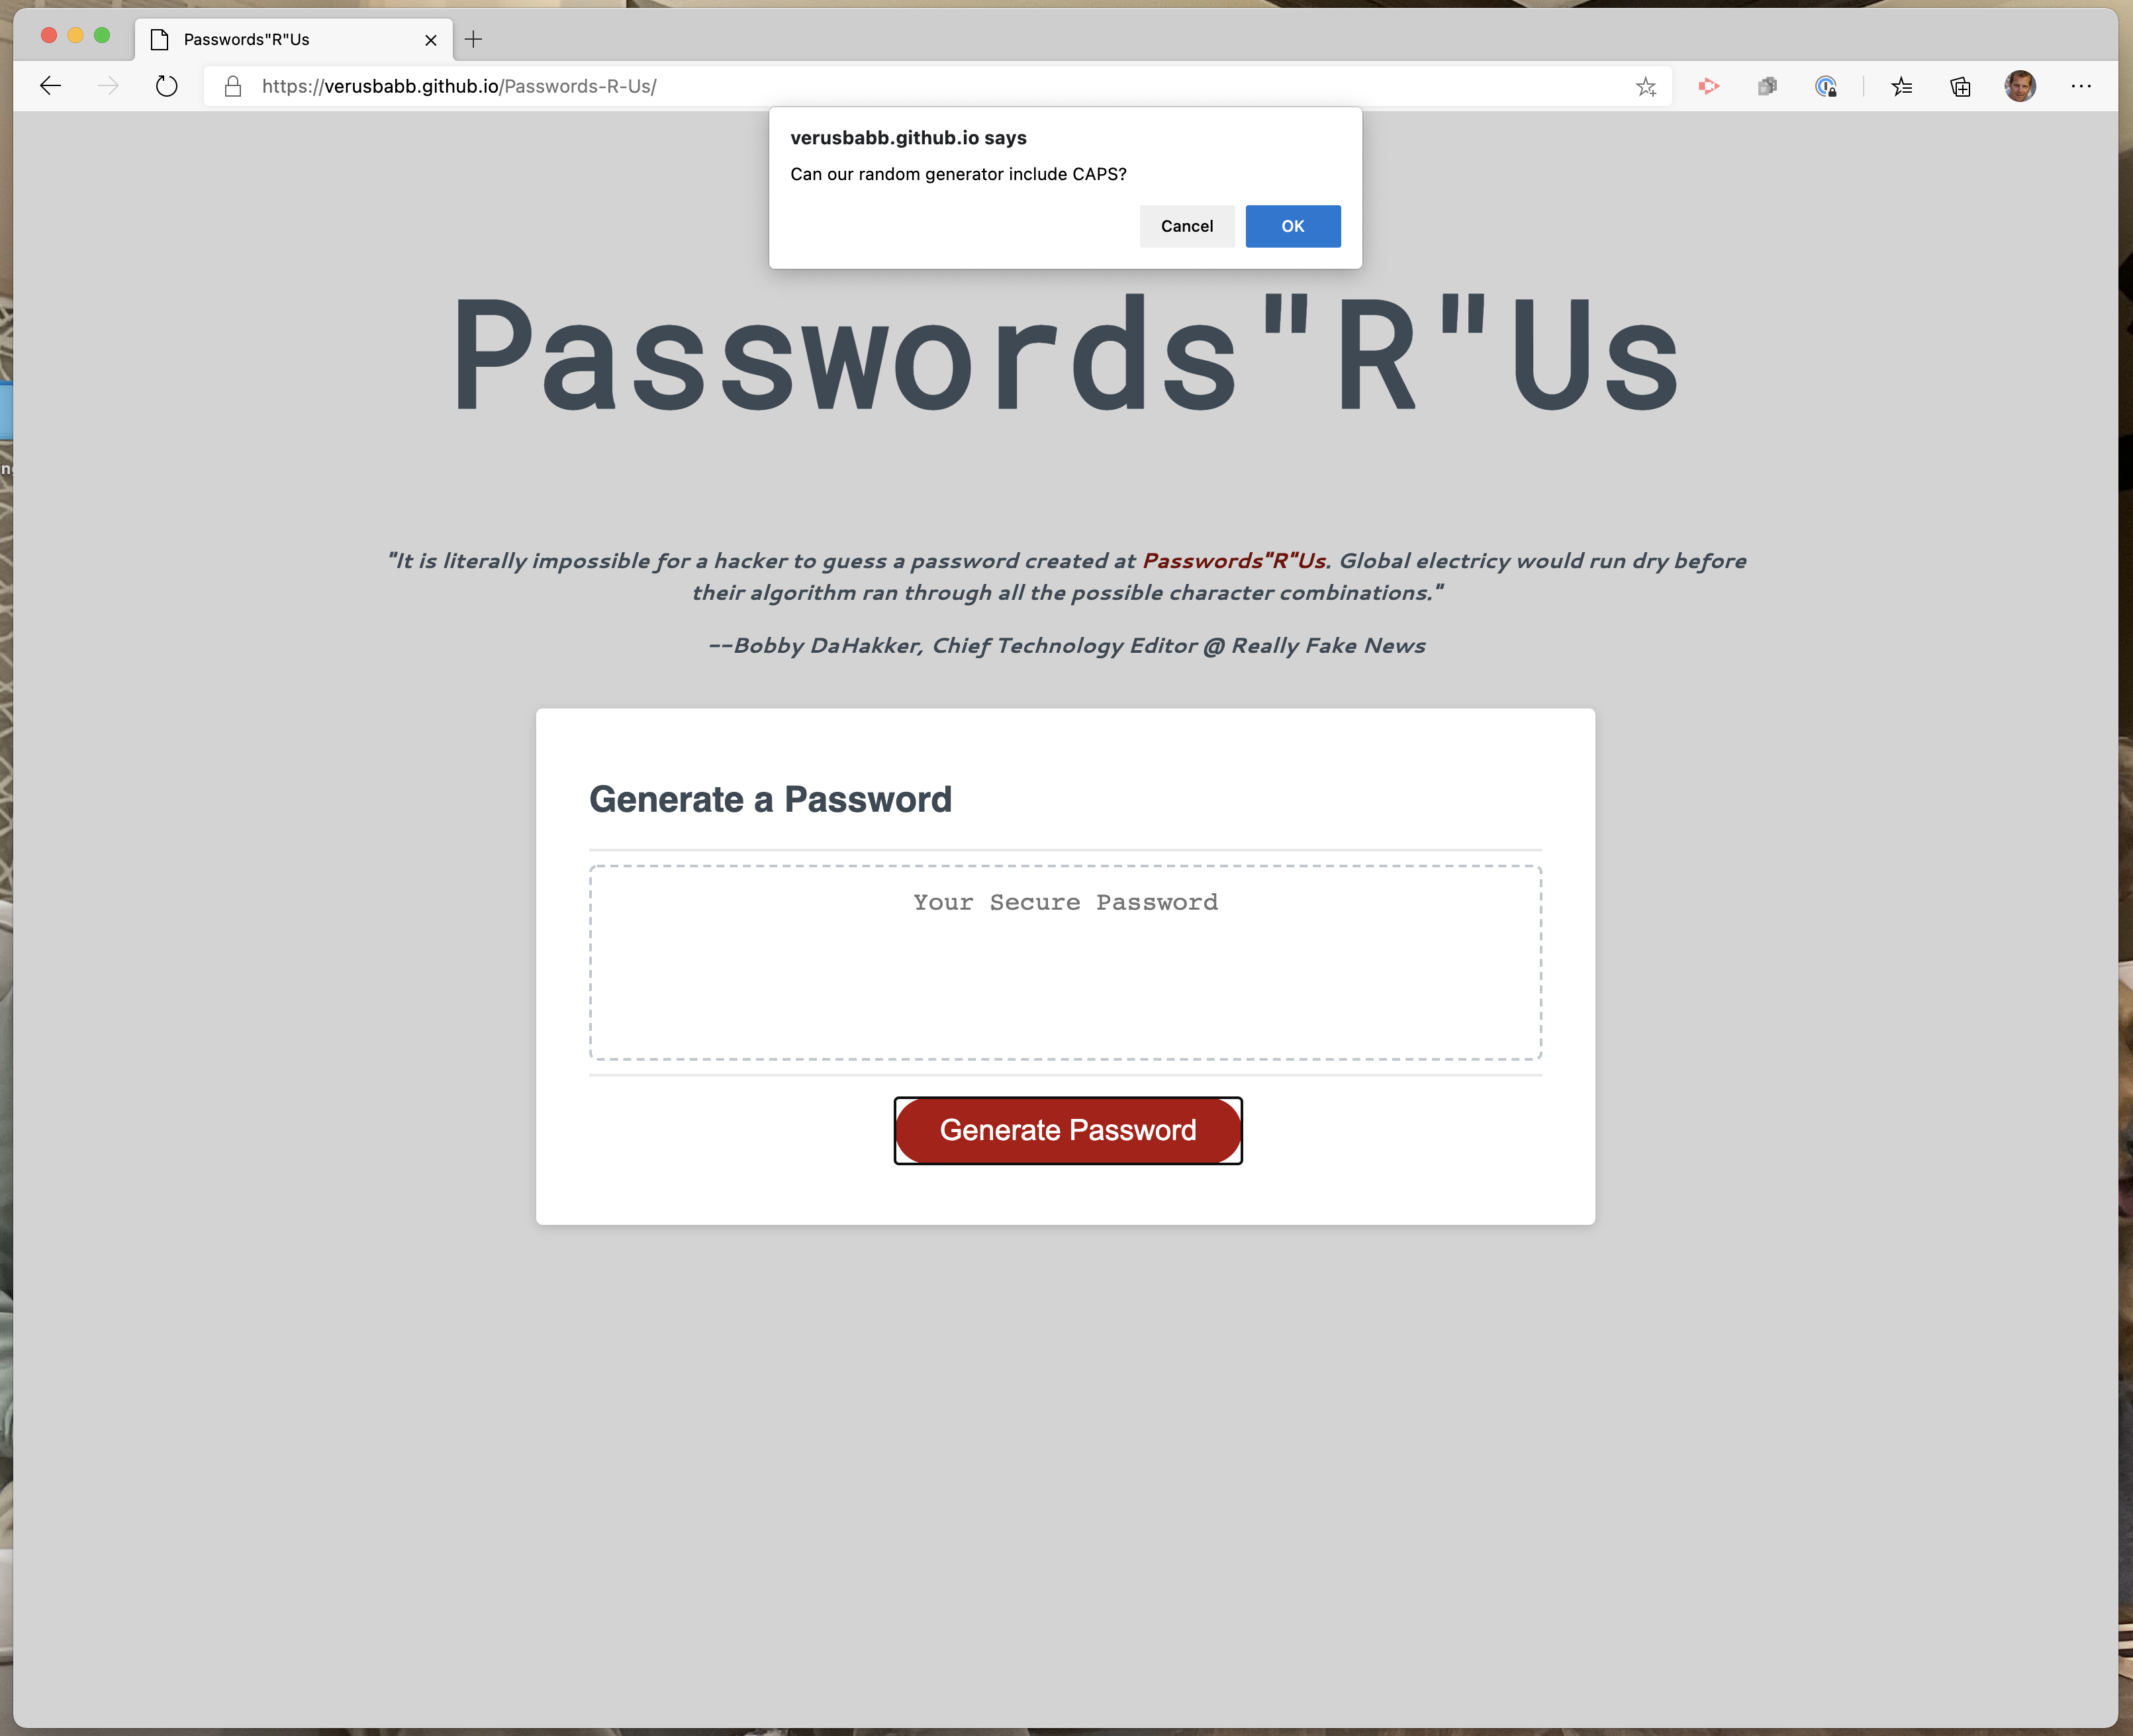 Passwords"R"Us
https://verusbabb.github.io/Passwords-R-Us/
verusbabb.github.io says
Can our random generator include CAPS?
Cancel
OK
Passwords"R"Us
"It is literally impossible for a hacker to guess a password created at Passwords"R"Us. Global electricy would run dry before
their algorithm ran through all the possible character combinations."
--Bobby DaHakker, Chief Technology Editor @ Really Fake News
Generate a Password
Your Secure Password
Generate Password